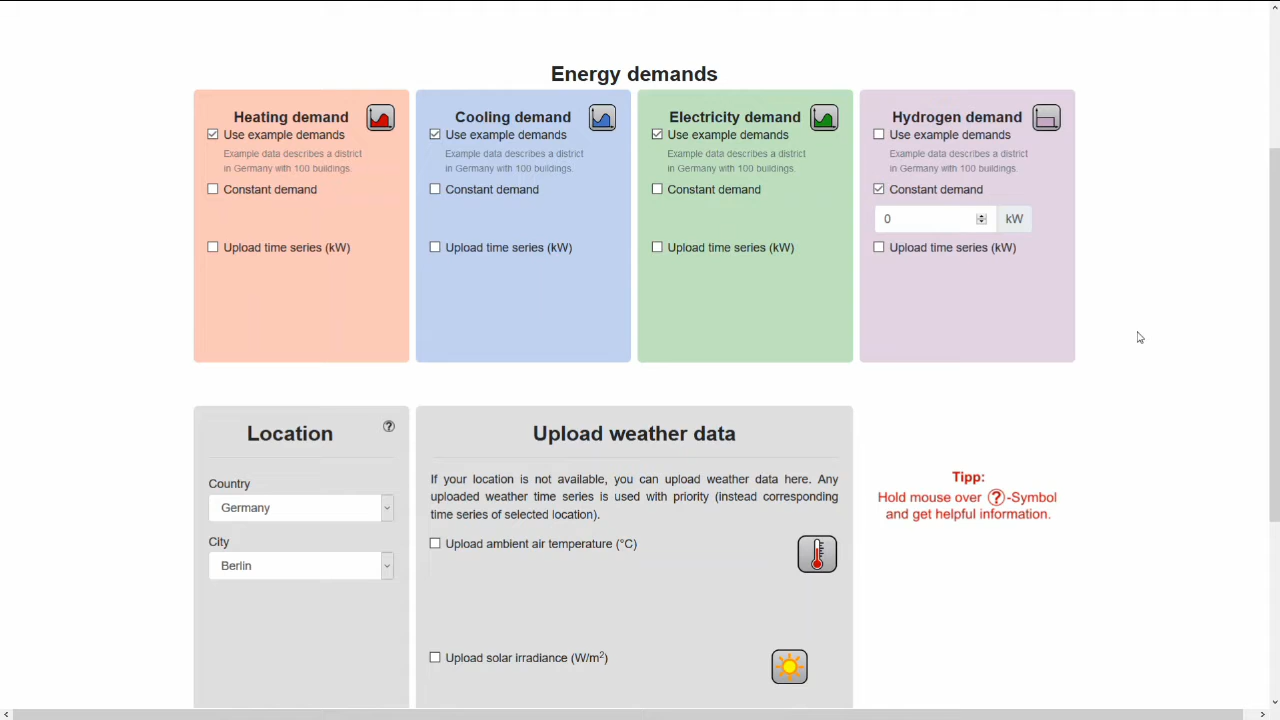 Energy demands
Heating demand
Use example demands
Example data describes a district
in Germany with 100 buildings.
Constant demand
Upload time series (kW)
Cooling demand
Use example demands
Example data describes a district
in Germany with 100 buildings.
Constant demand
Upload time series (kW)
Electricity demand
Use example demands
Example data describes a district
in Germany with 100 buildings.
Constant demand
Upload time series (kW)
Hydrogen demand
Use example demands
Example data describes a district
in Germany with 100 buildings.
Constant demand
0 kW
Upload time series (kW)
Location ?
Country
Germany
City
Berlin
Upload weather data
If your location is not available, you can upload weather data here. Any
uploaded weather time series is used with priority (instead corresponding
time series of selected location).
Upload ambient air temperature (°C)
Upload solar irradiance (W/m²)
Tipp:
Hold mouse over ?-Symbol
and get helpful information.